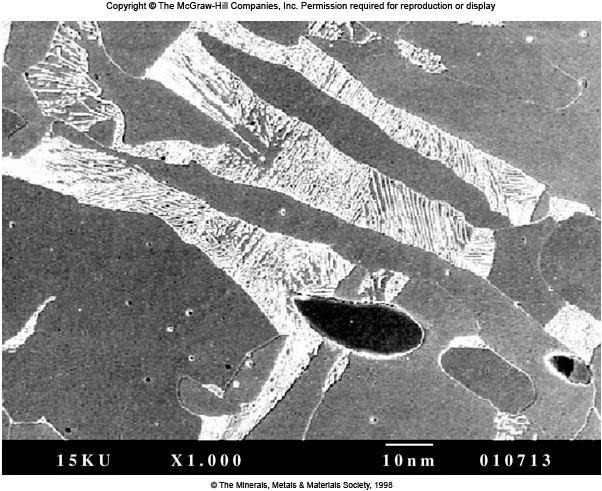 Copyright © The McGraw-Hill Companies, Inc. Permission required for reproduction or display
15KU X1.000 10nm 010713
© The Minerals, Metals & Materials Society, 1998